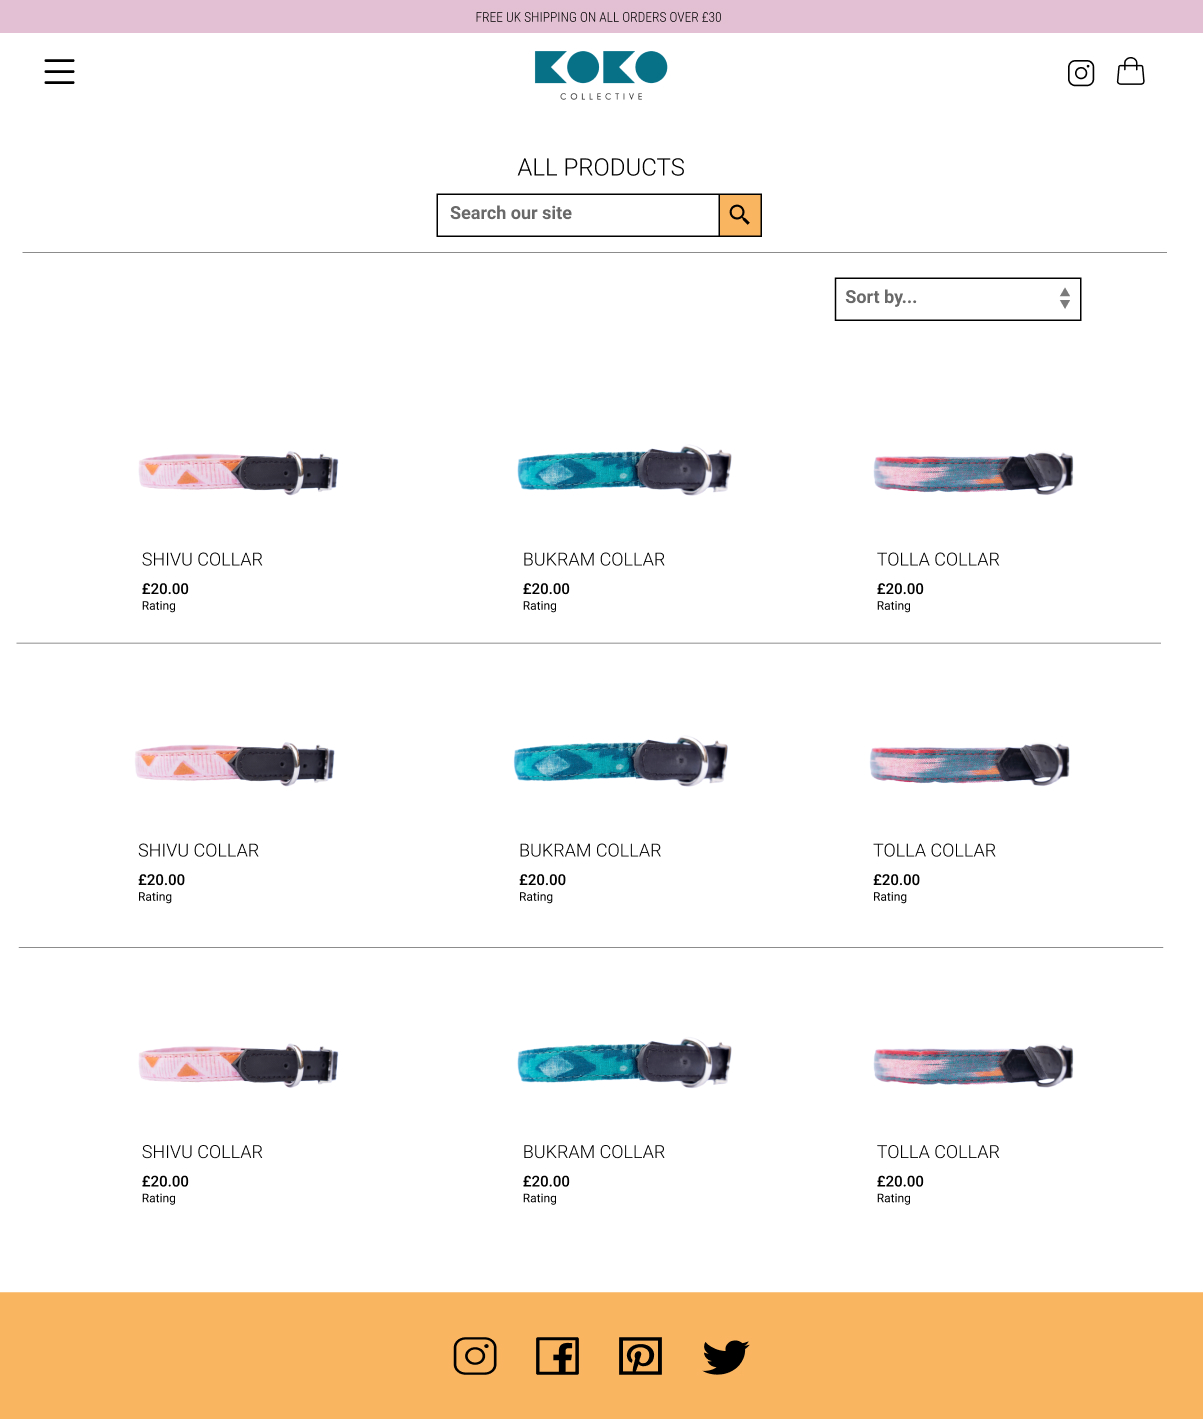 FREE UK SHIPPING ON ALL ORDERS OVER £30
KOKO
COLLECTIVE
ALL PRODUCTS
Search our site
Sort by...
SHIVU COLLAR
£20.00
Rating
BUKRAM COLLAR
£20.00
Rating
TOLLA COLLAR
£20.00
Rating
SHIVU COLLAR
£20.00
Rating
BUKRAM COLLAR
£20.00
Rating
TOLLA COLLAR
£20.00
Rating
SHIVU COLLAR
£20.00
Rating
BUKRAM COLLAR
£20.00
Rating
TOLLA COLLAR
£20.00
Rating